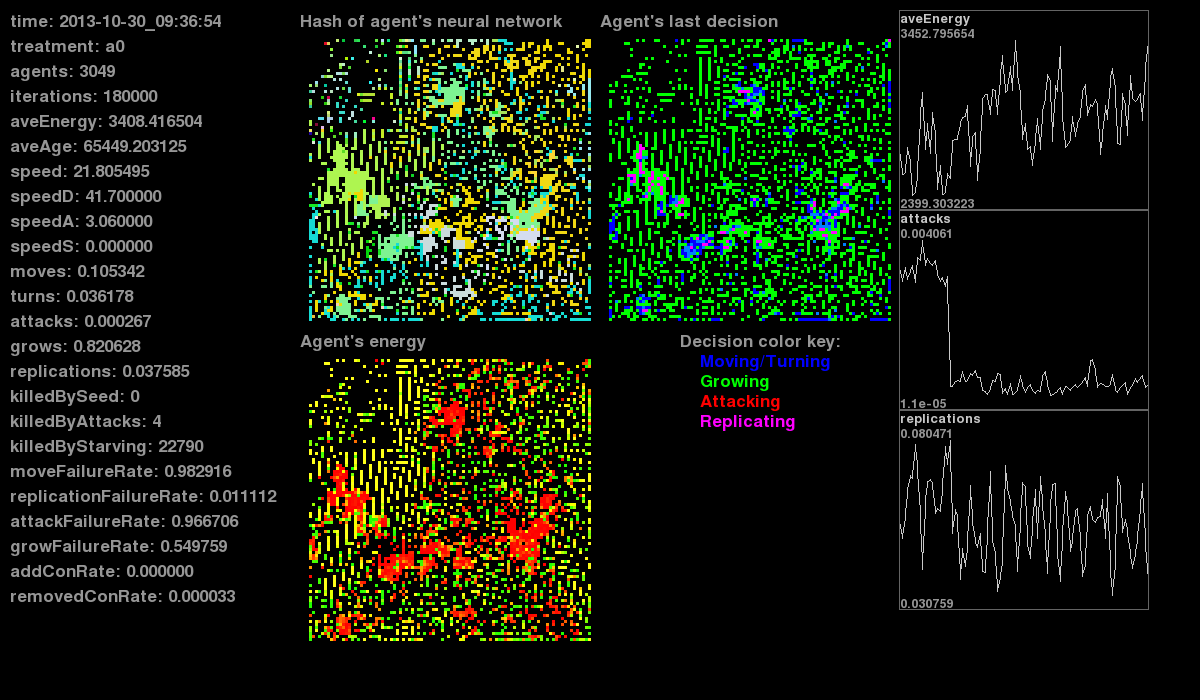 time: 2013-10-30_09:36:54
treatment: a0
agents: 3049
iterations: 180000
aveEnergy: 3408.416504
aveAge: 65449.203125
speed: 21.805495
speedD: 41.700000
speedA: 3.060000
speedS: 0.000000
moves: 0.105342
turns: 0.036178
attacks: 0.000267
grows: 0.820628
replications: 0.037585
killedBySeed: 0
killedByAttacks: 4
killedByStarving: 22790
moveFailureRate: 0.982916
replicationFailureRate: 0.011112
attackFailureRate: 0.966706
growFailureRate: 0.549759
addConRate: 0.000000
removedConRate: 0.000033
Hash of agent's neural network
Agent's last decision
Agent's energy
Decision color key:
Moving/Turning
Growing
Attacking
Replicating
aveEnergy
3452.795654
2399.303223
attacks
0.004061
1.1e-05
replications
0.080471
0.030759